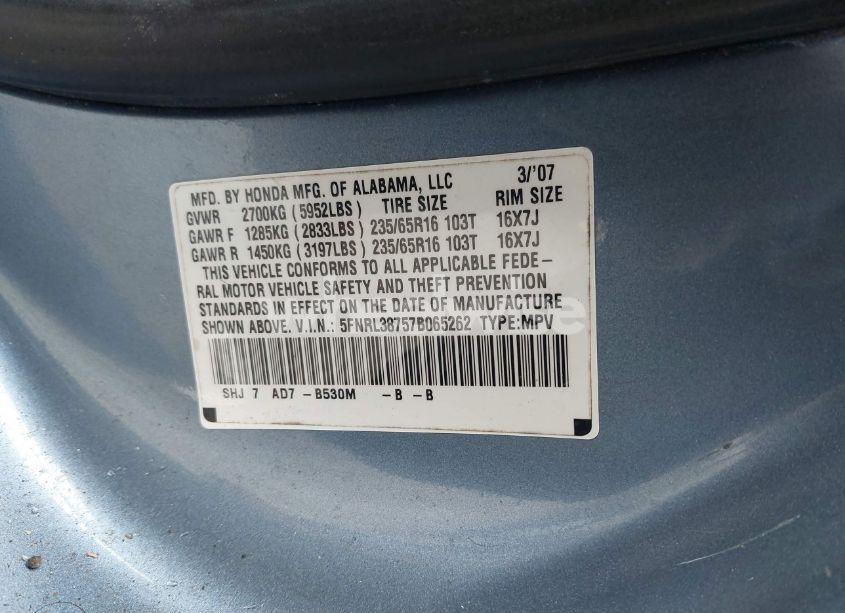 MFD. BY HONDA MFG. OF ALABAMA, LLC 3/'07
GVWR 2700KG (5952LBS) TIRE SIZE RIM SIZE
GAWR F 1285KG (2833LBS) 235/65R16 103T 16X7J
GAWR R 1450KG (3197LBS) 235/65R16 103T 16X7J
THIS VEHICLE CONFORMS TO ALL APPLICABLE FEDE-
RAL MOTOR VEHICLE SAFETY AND THEFT PREVENTION
STANDARDS IN EFFECT ON THE DATE OF MANUFACTURE
SHOWN ABOVE. V.I.N.: 5FNRL38757B065262 TYPE:MPV
SHJ 7 AD7 -B530M -B -B